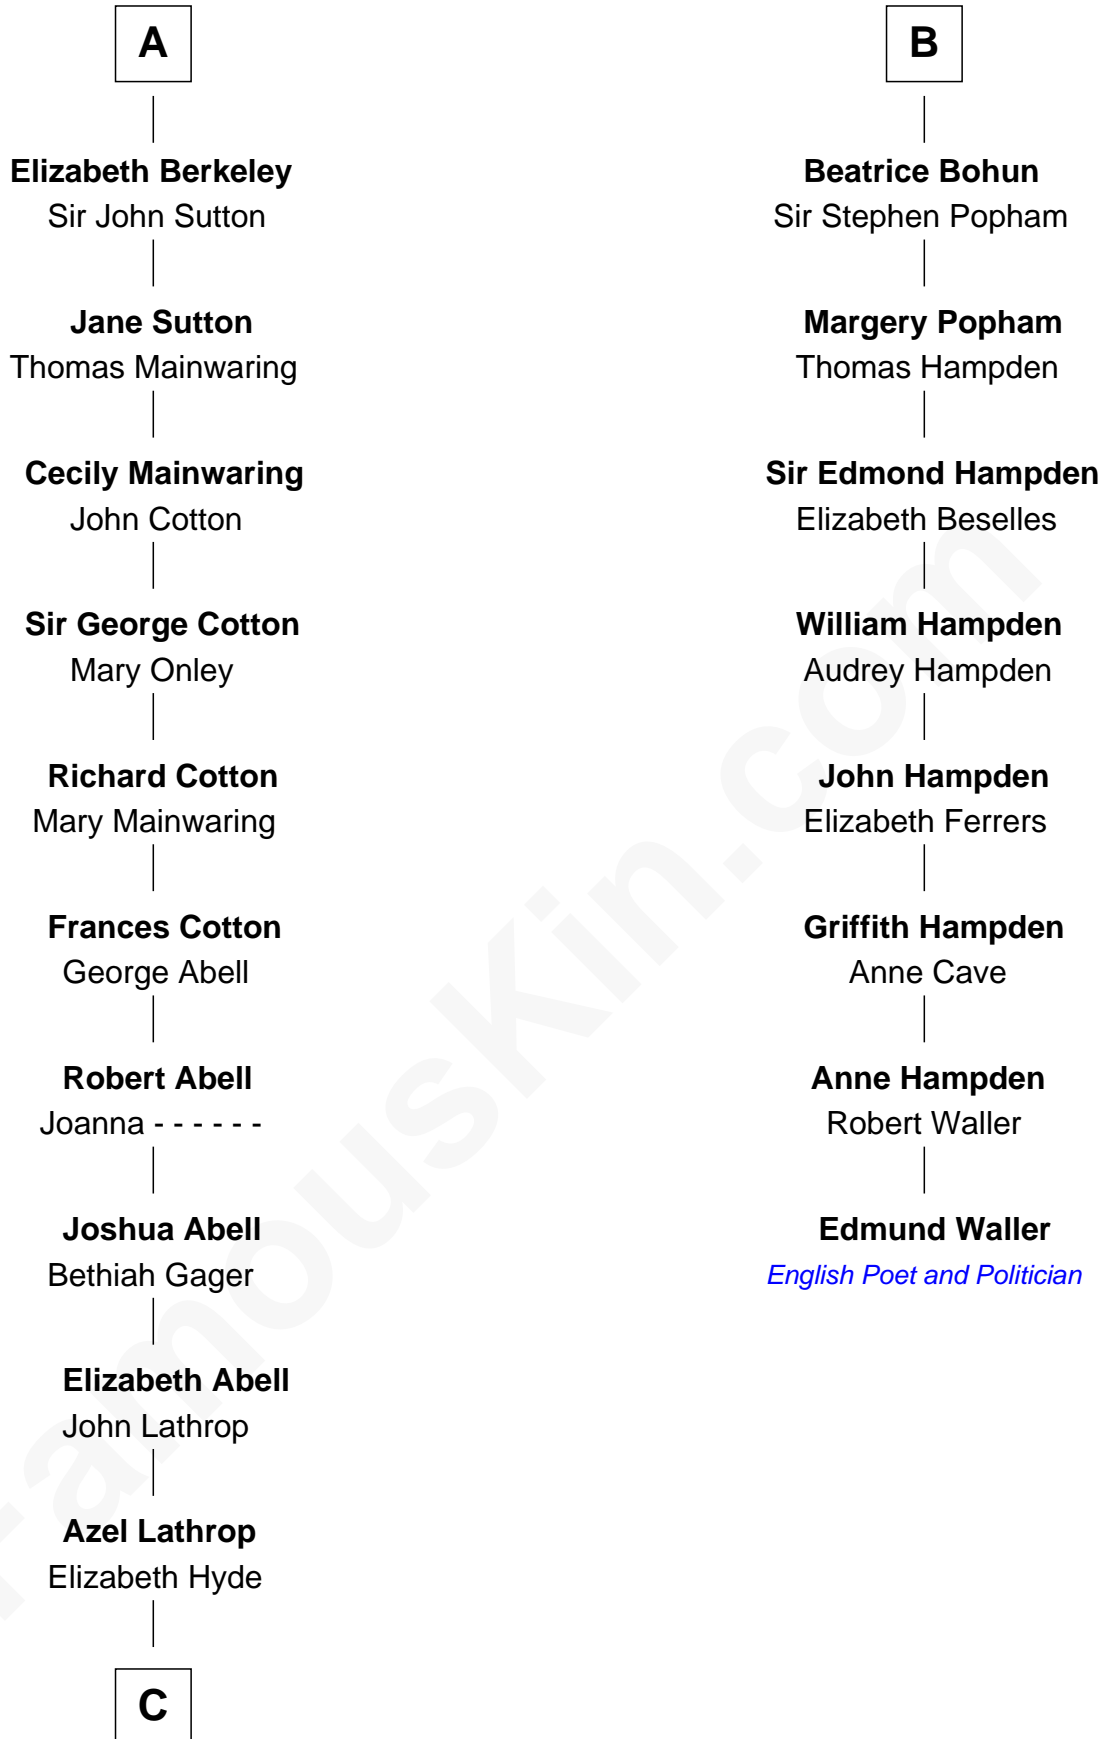 A
Elizabeth Berkeley
Sir John Sutton
Jane Sutton
Thomas Mainwaring
Cecily Mainwaring
John Cotton
Sir George Cotton
Mary Onley
Richard Cotton
Mary Mainwaring
Frances Cotton
George Abell
Robert Abell
Joanna - - - - - -
Joshua Abell
Bethiah Gager
Elizabeth Abell
John Lathrop
Azel Lathrop
Elizabeth Hyde
C
B
Beatrice Bohun
Sir Stephen Popham
Margery Popham
Thomas Hampden
Sir Edmond Hampden
Elizabeth Beselles
William Hampden
Audrey Hampden
John Hampden
Elizabeth Ferrers
Griffith Hampden
Anne Cave
Anne Hampden
Robert Waller
Edmund Waller
English Poet and Politician
FamousKin.com